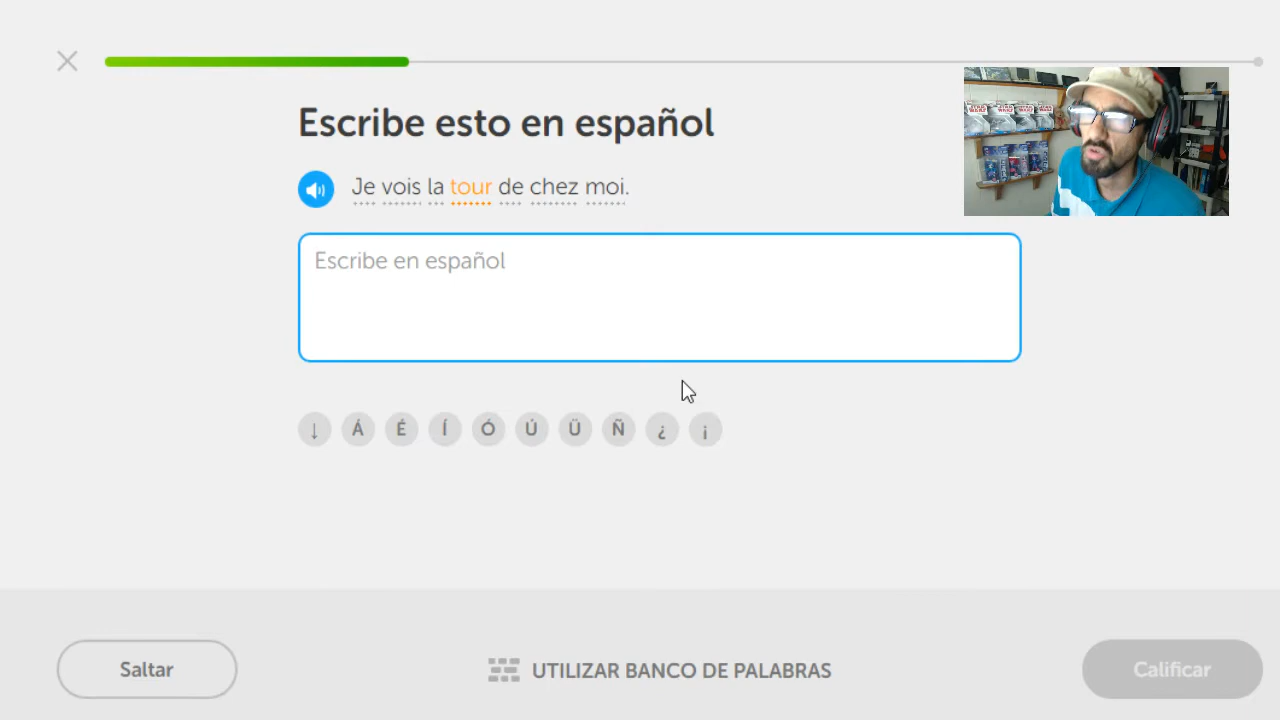 Escribe esto en español
Je vois la tour de chez moi.
Escribe en español
↓ Á É Í Ó Ú Ü Ñ ¿ ¡
Saltar
UTILIZAR BANCO DE PALABRAS
Calificar